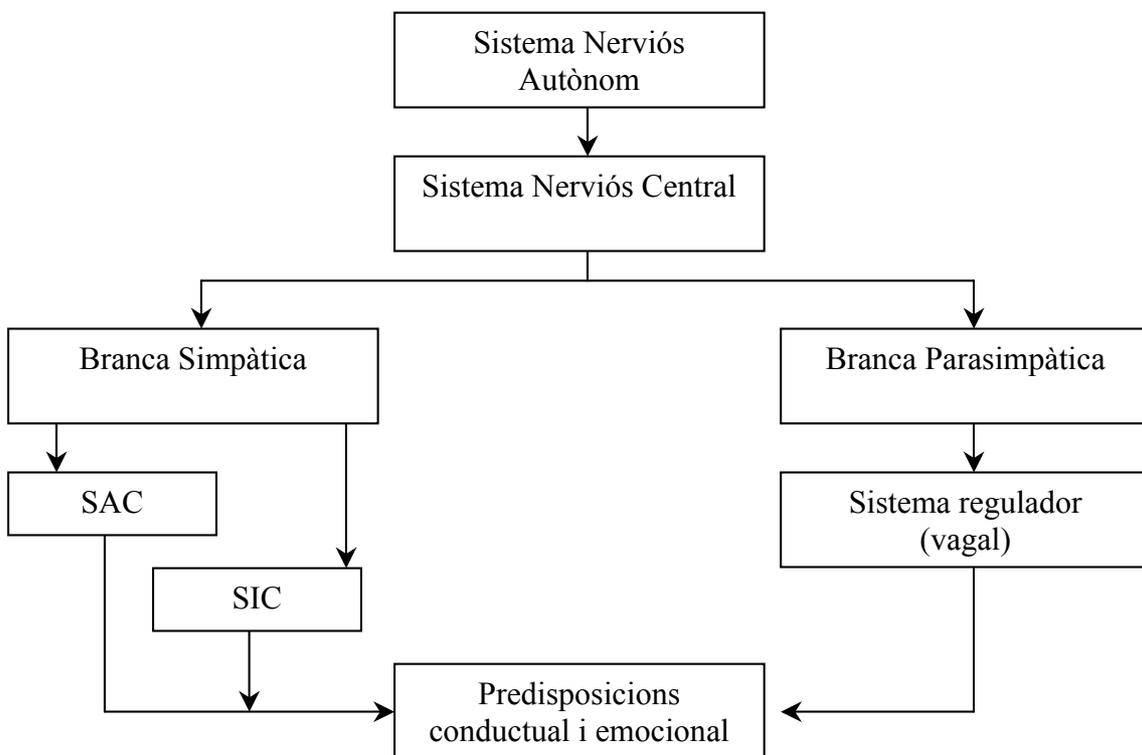 Sistema Nerviós
Autònom
Sistema Nerviós Central
Branca Simpàtica
Branca Parasimpàtica
SAC
Sistema regulador
(vagal)
SIC
Predisposicions
conductual i emocional